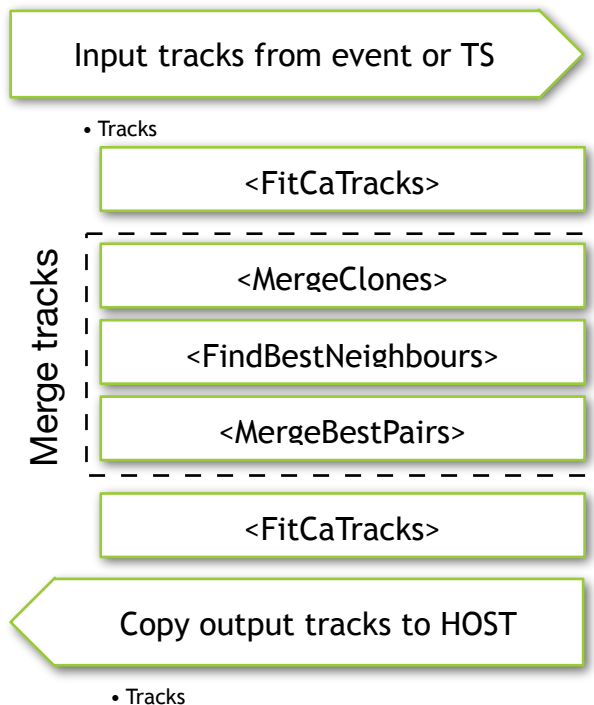 Input tracks from event or TS
• Tracks
<FitCaTracks>
Merge tracks
<MergeClones>
<FindBestNeighbours>
<MergeBestPairs>
<FitCaTracks>
Copy output tracks to HOST
• Tracks